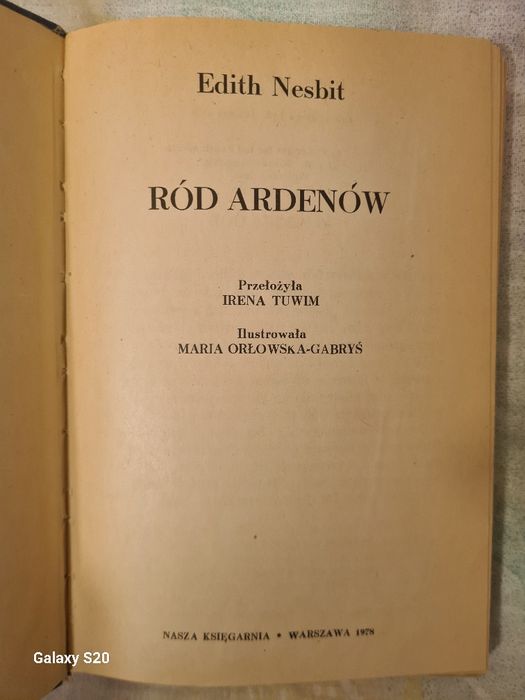 Edith Nesbit
RÓD ARDENÓW
Przełożyła
IRENA TUWIM
Ilustrowała
MARIA ORŁOWSKA-GABRYŚ
NASZA KSIĘGARNIA • WARSZAWA 1978
Galaxy S20